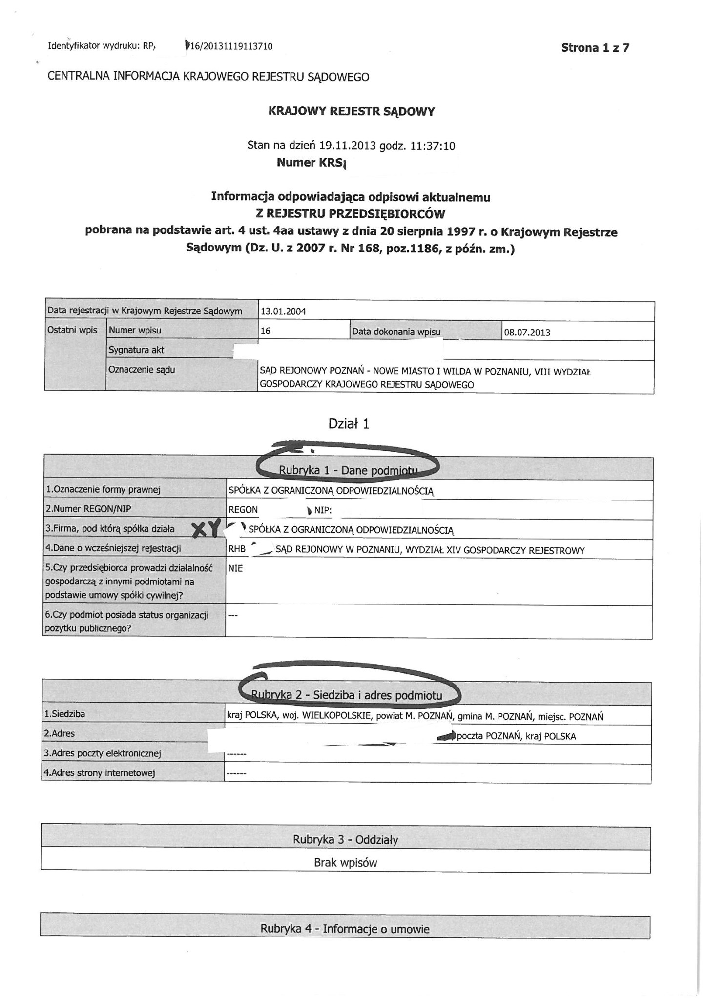 Identyfikator wydruku: RP 16/20131119113710
Strona 1 z 7
CENTRALNA INFORMACJA KRAJOWEGO REJESTRU SĄDOWEGO
KRAJOWY REJESTR SĄDOWY
Stan na dzień 19.11.2013 godz. 11:37:10
Numer KRS
Informacja odpowiadająca odpisowi aktualnemu
Z REJESTRU PRZEDSIĘBIORCÓW
pobrana na podstawie art. 4 ust. 4aa ustawy z dnia 20 sierpnia 1997 r. o Krajowym Rejestrze
Sądowym (Dz. U. z 2007 r. Nr 168, poz.1186, z późn. zm.)
Data rejestracji w Krajowym Rejestrze Sądowym 13.01.2004
Ostatni wpis Numer wpisu 16 Data dokonania wpisu 08.07.2013
Sygnatura akt
Oznaczenie sądu SĄD REJONOWY POZNAŃ - NOWE MIASTO I WILDA W POZNANIU, VIII WYDZIAŁ
GOSPODARCZY KRAJOWEGO REJESTRU SĄDOWEGO
Dział 1
Rubryka 1 - Dane podmiotu
1.Oznaczenie formy prawnej SPÓŁKA Z OGRANICZONĄ ODPOWIEDZIALNOŚCIĄ
2.Numer REGON/NIP REGON NIP:
3.Firma, pod którą spółka działa XY SPÓŁKA Z OGRANICZONĄ ODPOWIEDZIALNOŚCIĄ
4.Dane o wcześniejszej rejestracji RHB SĄD REJONOWY W POZNANIU, WYDZIAŁ XIV GOSPODARCZY REJESTROWY
5.Czy przedsiębiorca prowadzi działalność NIE
gospodarczą z innymi podmiotami na
podstawie umowy spółki cywilnej?
6.Czy podmiot posiada status organizacji ---
pożytku publicznego?
Rubryka 2 - Siedziba i adres podmiotu
1.Siedziba kraj POLSKA, woj. WIELKOPOLSKIE, powiat M. POZNAŃ, gmina M. POZNAŃ, miejsc. POZNAŃ
2.Adres poczta POZNAŃ, kraj POLSKA
3.Adres poczty elektronicznej ------
4.Adres strony internetowej ------
Rubryka 3 - Oddziały
Brak wpisów
Rubryka 4 - Informacje o umowie